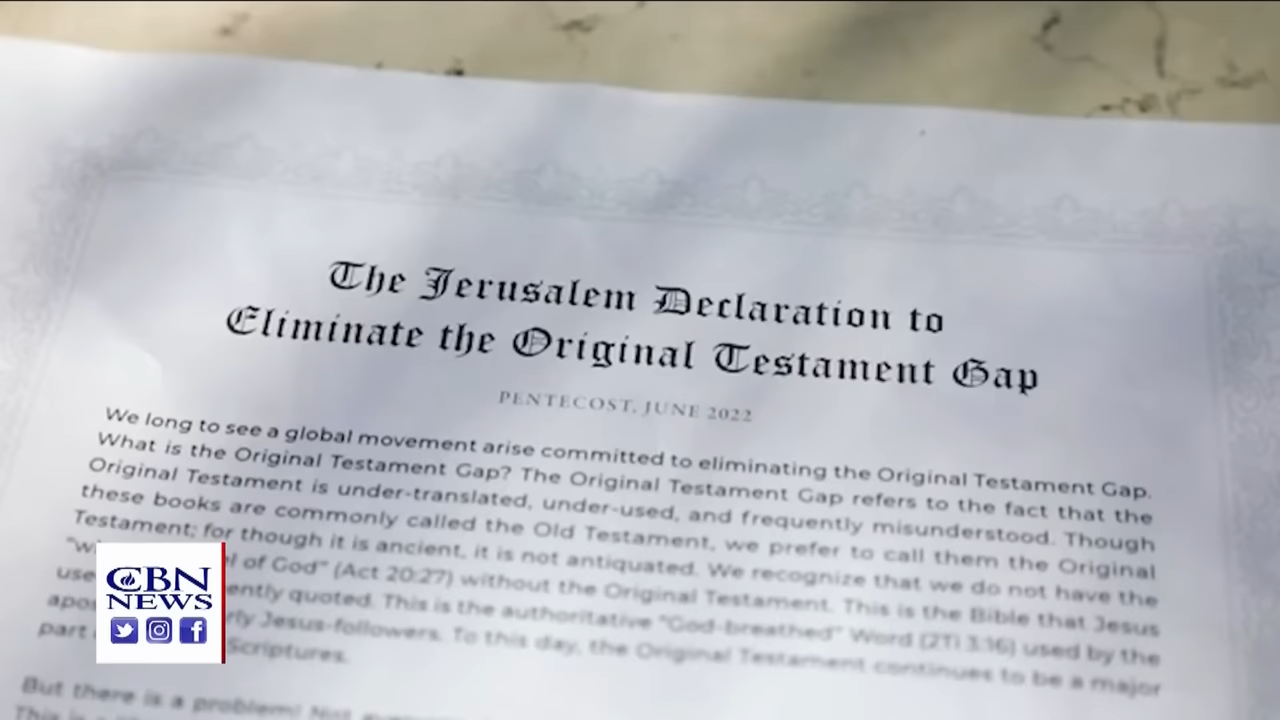 The Jerusalem Declaration to
Eliminate the Original Testament Gap
PENTECOST, JUNE 2022
We long to see a global movement arise committed to eliminating the Original Testament Gap.
What is the Original Testament Gap? The Original Testament Gap refers to the fact that the
Original Testament is under-translated, under-used, and frequently misunderstood. Though
these books are commonly called the Old Testament, we prefer to call them the Original
Testament; for though it is ancient, it is not antiquated. We recognize that we do not have the
of God" (Act 20:27) without the Original Testament. This is the Bible that Jesus
quoted. This is the authoritative "God-breathed" Word (2Ti 3:16) used by the
Jesus-followers. To this day, the Original Testament continues to be a major
part Scriptures.
But there is a problem! Not
This is
CBN
NEWS